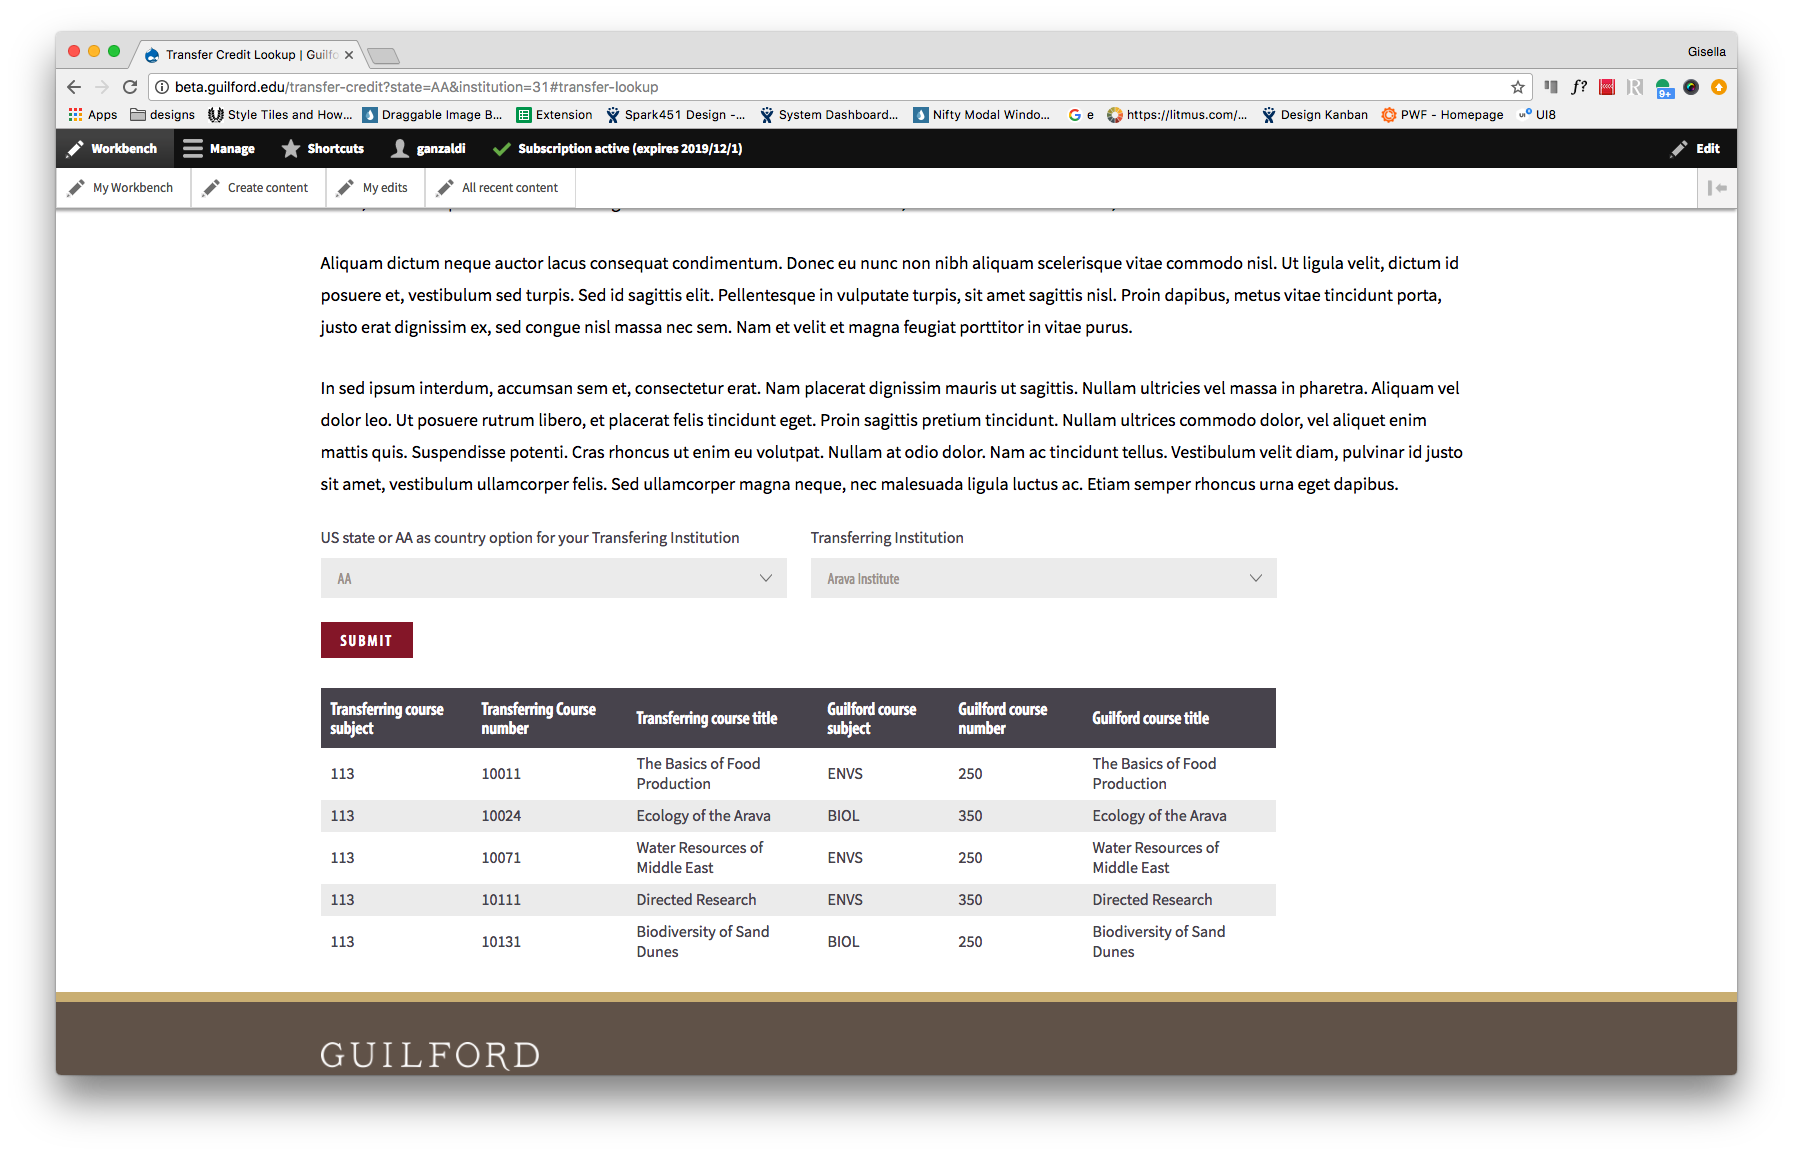 Transfer Credit Lookup | Guilfo
Gisella
beta.guilford.edu/transfer-credit?state=AA&institution=31#transfer-lookup
f?
R
9+
Apps designs Style Tiles and How... Draggable Image B... Extension Spark451 Design -... System Dashboard... Nifty Modal Windo... G e https://litmus.com/... Design Kanban PWF - Homepage UI8
Workbench Manage Shortcuts ganzaldi Subscription active (expires 2019/12/1) Edit
My Workbench Create content My edits All recent content
Aliquam dictum neque auctor lacus consequat condimentum. Donec eu nunc non nibh aliquam scelerisque vitae commodo nisl. Ut ligula velit, dictum id
posuere et, vestibulum sed turpis. Sed id sagittis elit. Pellentesque in vulputate turpis, sit amet sagittis nisl. Proin dapibus, metus vitae tincidunt porta,
justo erat dignissim ex, sed congue nisl massa nec sem. Nam et velit et magna feugiat porttitor in vitae purus.
In sed ipsum interdum, accumsan sem et, consectetur erat. Nam placerat dignissim mauris ut sagittis. Nullam ultricies vel massa in pharetra. Aliquam vel
dolor leo. Ut posuere rutrum libero, et placerat felis tincidunt eget. Proin sagittis pretium tincidunt. Nullam ultrices commodo dolor, vel aliquet enim
mattis quis. Suspendisse potenti. Cras rhoncus ut enim eu volutpat. Nullam at odio dolor. Nam ac tincidunt tellus. Vestibulum velit diam, pulvinar id justo
sit amet, vestibulum ullamcorper felis. Sed ullamcorper magna neque, nec malesuada ligula luctus ac. Etiam semper rhoncus urna eget dapibus.
US state or AA as country option for your Transfering Institution Transferring Institution
AA Arava Institute
SUBMIT
Transferring course subject Transferring Course number Transferring course title Guilford course subject Guilford course number Guilford course title
113 10011 The Basics of Food Production ENVS 250 The Basics of Food Production
113 10024 Ecology of the Arava BIOL 350 Ecology of the Arava
113 10071 Water Resources of Middle East ENVS 250 Water Resources of Middle East
113 10111 Directed Research ENVS 350 Directed Research
113 10131 Biodiversity of Sand Dunes BIOL 250 Biodiversity of Sand Dunes
GUILFORD